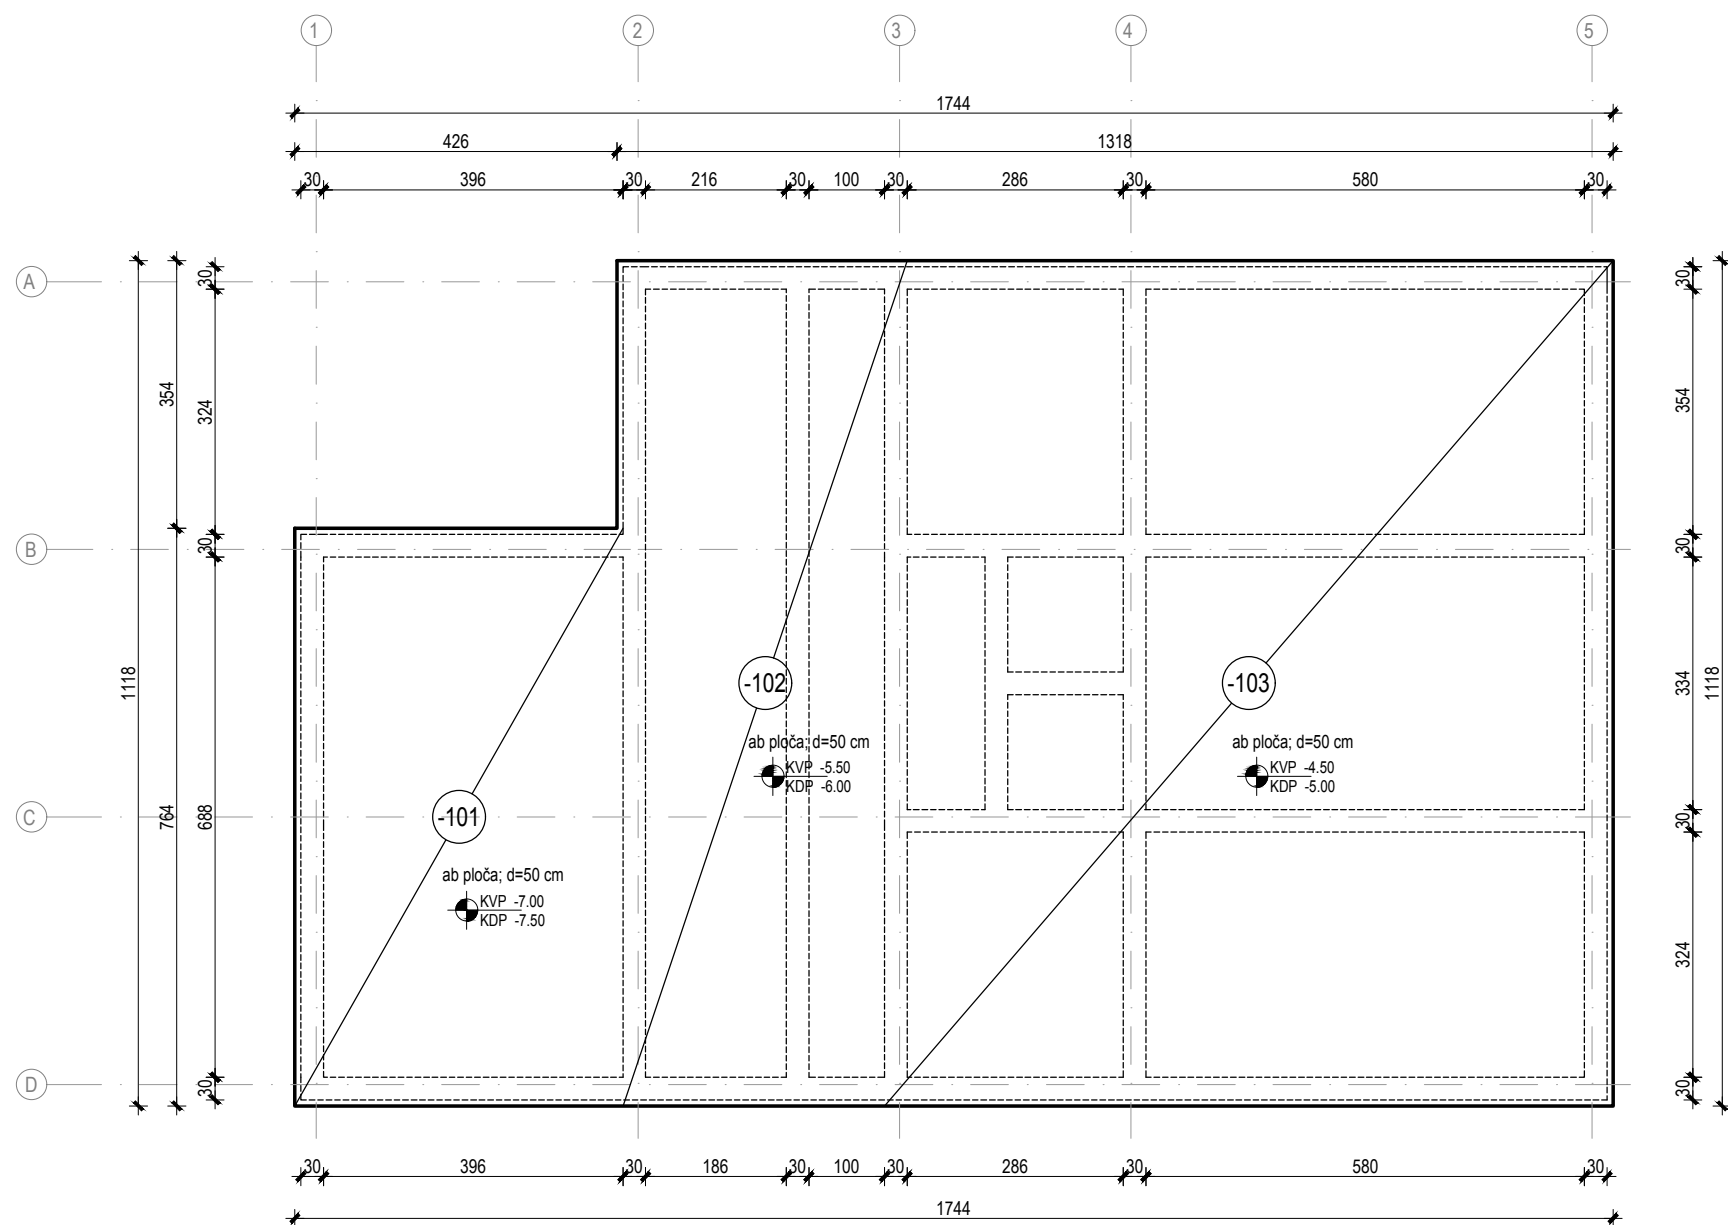 1 2 3 4 5
1744
426 1318
30 396 30 216 30 100 30 286 30 580 30
A
30 30
354 324 354
B
30 30
1118 764 688 334 1118
-102 -103
ab ploča; d=50 cm ab ploča; d=50 cm
KVP -5.50 KVP -4.50
KDP -6.00 KDP -5.00
C
-101
30
ab ploča; d=50 cm
KVP -7.00
KDP -7.50
324
D
30 30
30 396 30 186 30 100 30 286 30 580 30
1744